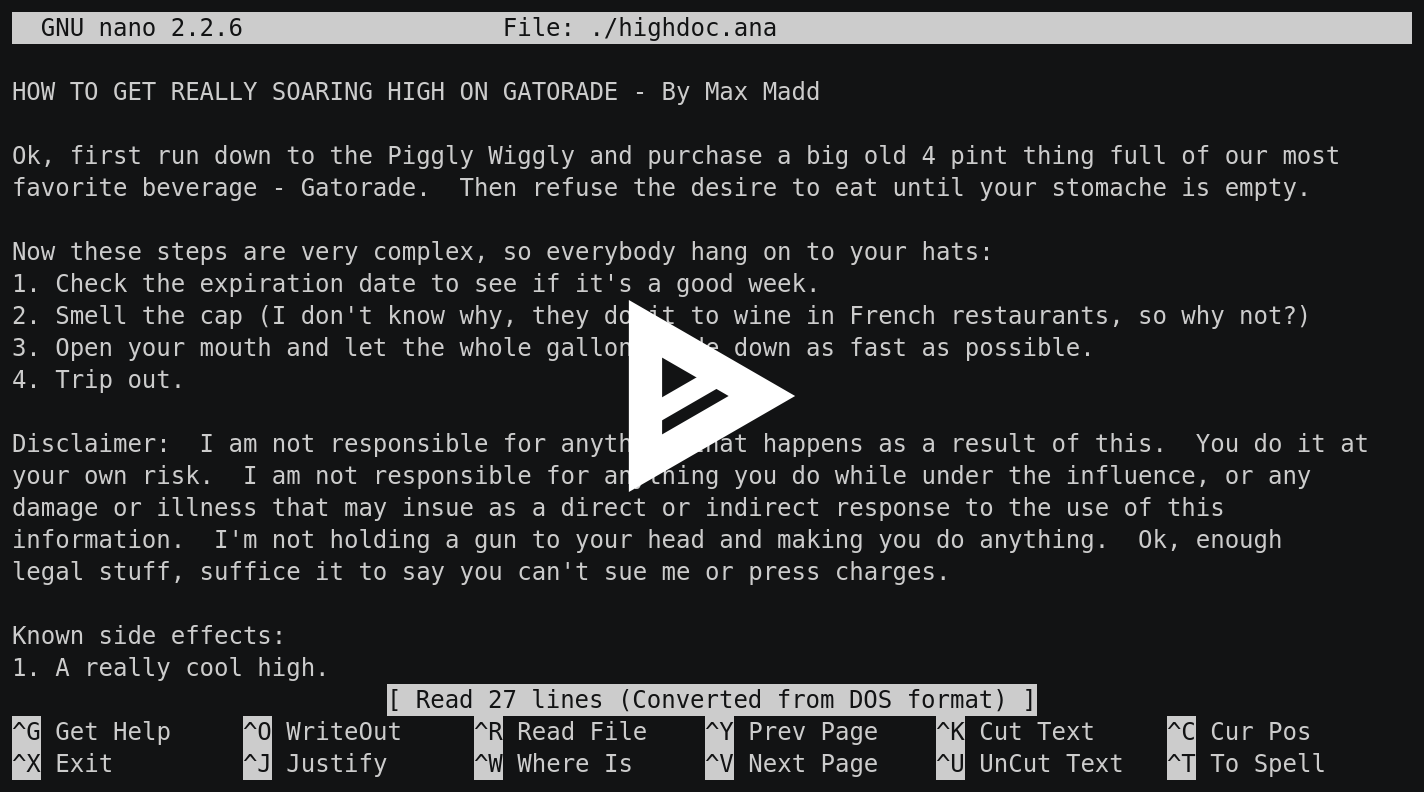 GNU nano 2.2.6 File: ./highdoc.ana
HOW TO GET REALLY SOARING HIGH ON GATORADE - By Max Madd
Ok, first run down to the Piggly Wiggly and purchase a big old 4 pint thing full of our most
favorite beverage - Gatorade.  Then refuse the desire to eat until your stomache is empty.
Now these steps are very complex, so everybody hang on to your hats:
1. Check the expiration date to see if it's a good week.
2. Smell the cap (I don't know why, they do it to wine in French restaurants, so why not?)
3. Open your mouth and let the whole gallon down as fast as possible.
4. Trip out.
Disclaimer:  I am not responsible for anything that happens as a result of this.  You do it at
your own risk.  I am not responsible for anything you do while under the influence, or any
damage or illness that may insue as a direct or indirect response to the use of this
information.  I'm not holding a gun to your head and making you do anything.  Ok, enough
legal stuff, suffice it to say you can't sue me or press charges.
Known side effects:
1. A really cool high.
[ Read 27 lines (Converted from DOS format) ]
^G Get Help ^O WriteOut ^R Read File ^Y Prev Page ^K Cut Text ^C Cur Pos
^X Exit ^J Justify ^W Where Is ^V Next Page ^U UnCut Text ^T To Spell